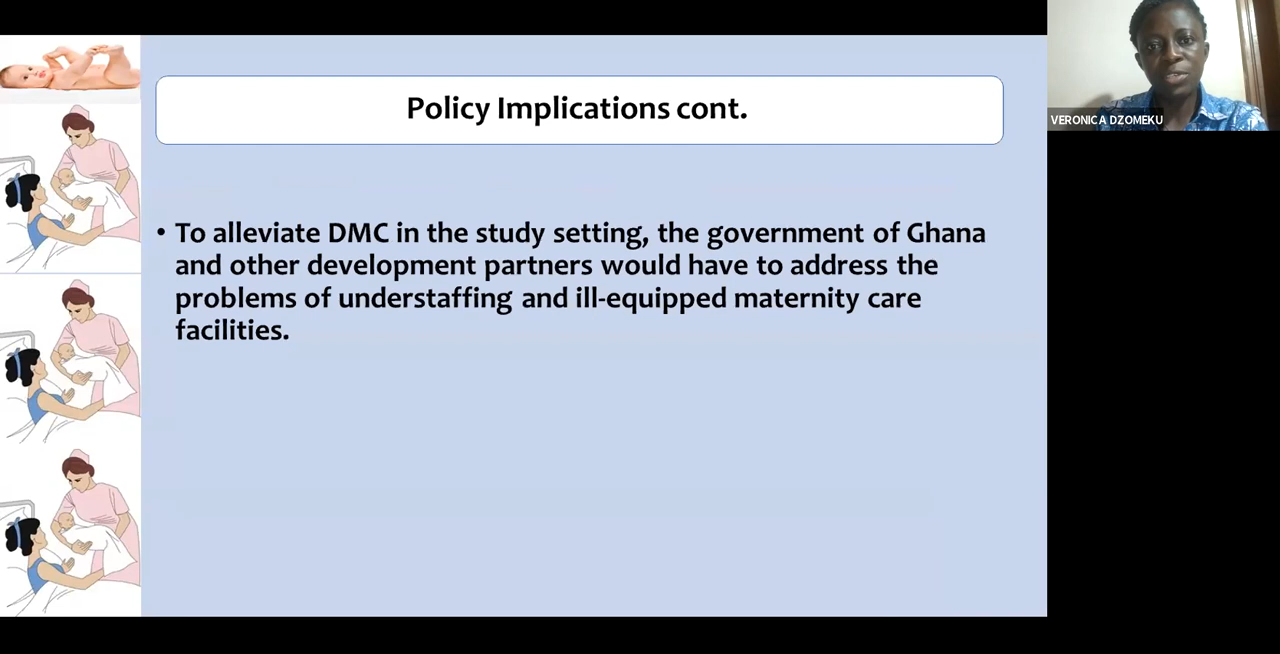 Policy Implications cont.
• To alleviate DMC in the study setting, the government of Ghana
and other development partners would have to address the
problems of understaffing and ill-equipped maternity care
facilities.
VERONICA DZOMEKU